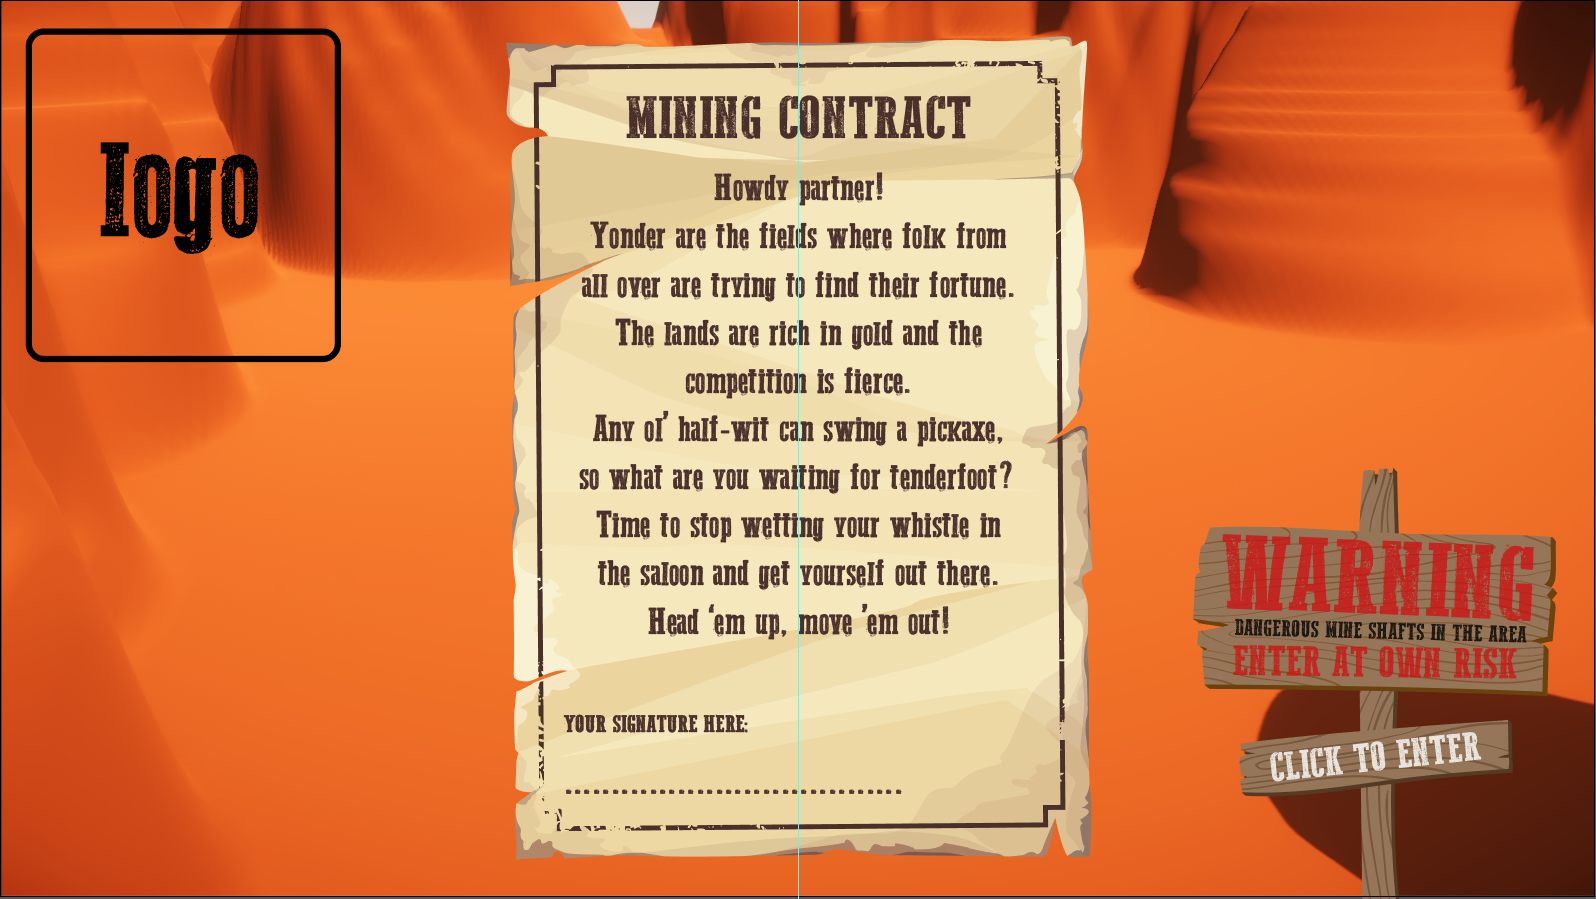 logo
MINING CONTRACT
Howdy partner!
Yonder are the fields where folk from
all over are trying to find their fortune.
The lands are rich in gold and the
competition is fierce.
Any ol' half-wit can swing a pickaxe,
so what are you waiting for tenderfoot?
Time to stop wetting your whistle in
the saloon and get yourself out there.
Head ‘em up, move ’em out!
YOUR SIGNATURE HERE:
WARNING
DANGEROUS MINE SHAFTS IN THE AREA
ENTER AT OWN RISK
CLICK TO ENTER